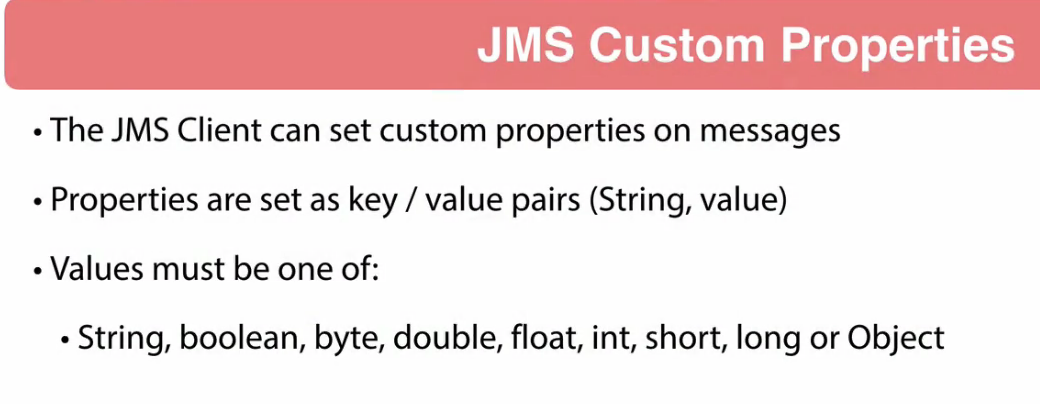 JMS Custom Properties
• The JMS Client can set custom properties on messages
• Properties are set as key / value pairs (String, value)
• Values must be one of:
• String, boolean, byte, double, float, int, short, long or Object